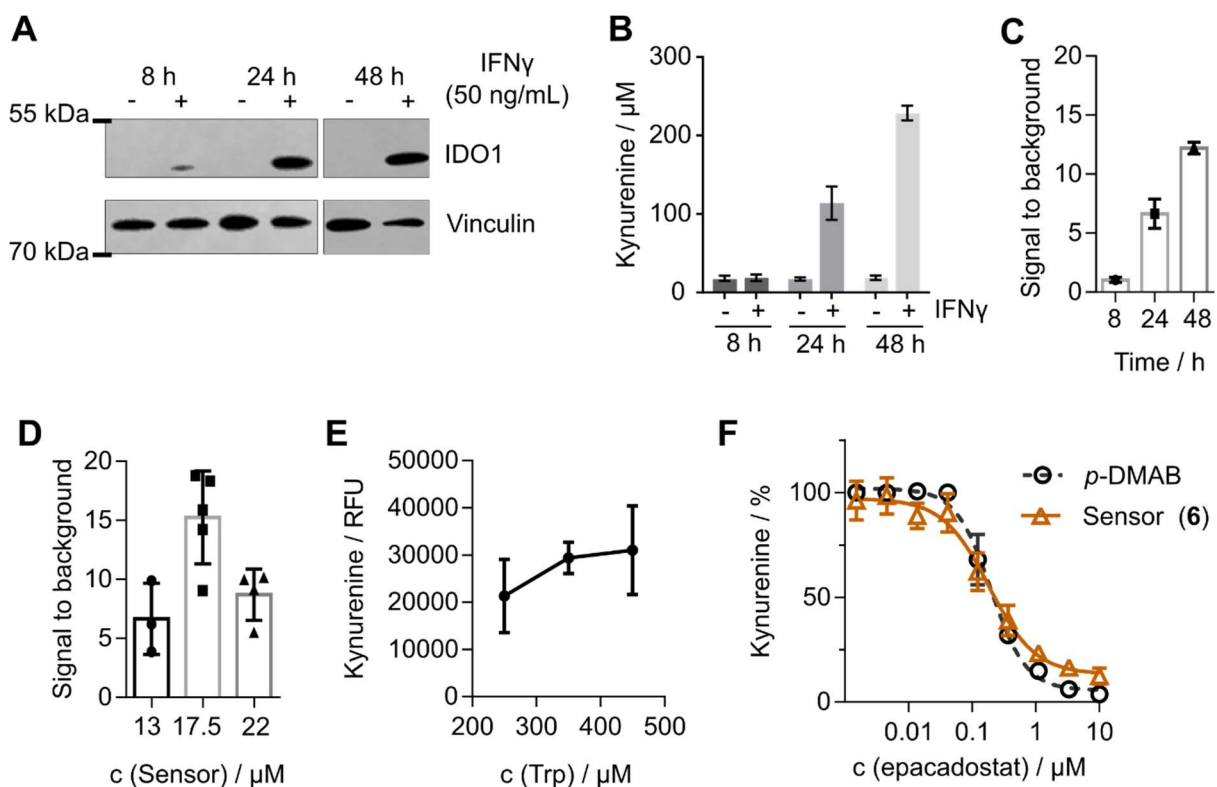 A
8 h 24 h 48 h IFNγ
- + - + - + (50 ng/mL)
55 kDa
IDO1
Vinculin
70 kDa
B
Kynurenine / µM
300
200
100
0
- + - + - + IFNγ
8 h 24 h 48 h
C
Signal to background
20
15
10
5
0
8 24 48
Time / h
D
Signal to background
20
15
10
5
0
13 17.5 22
c (Sensor) / µM
E
Kynurenine / RFU
50000
40000
30000
20000
10000
0
200 300 400 500
c (Trp) / µM
F
Kynurenine / %
100
50
0
p-DMAB
Sensor (6)
0.01 0.1 1 10
c (epacadostat) / µM